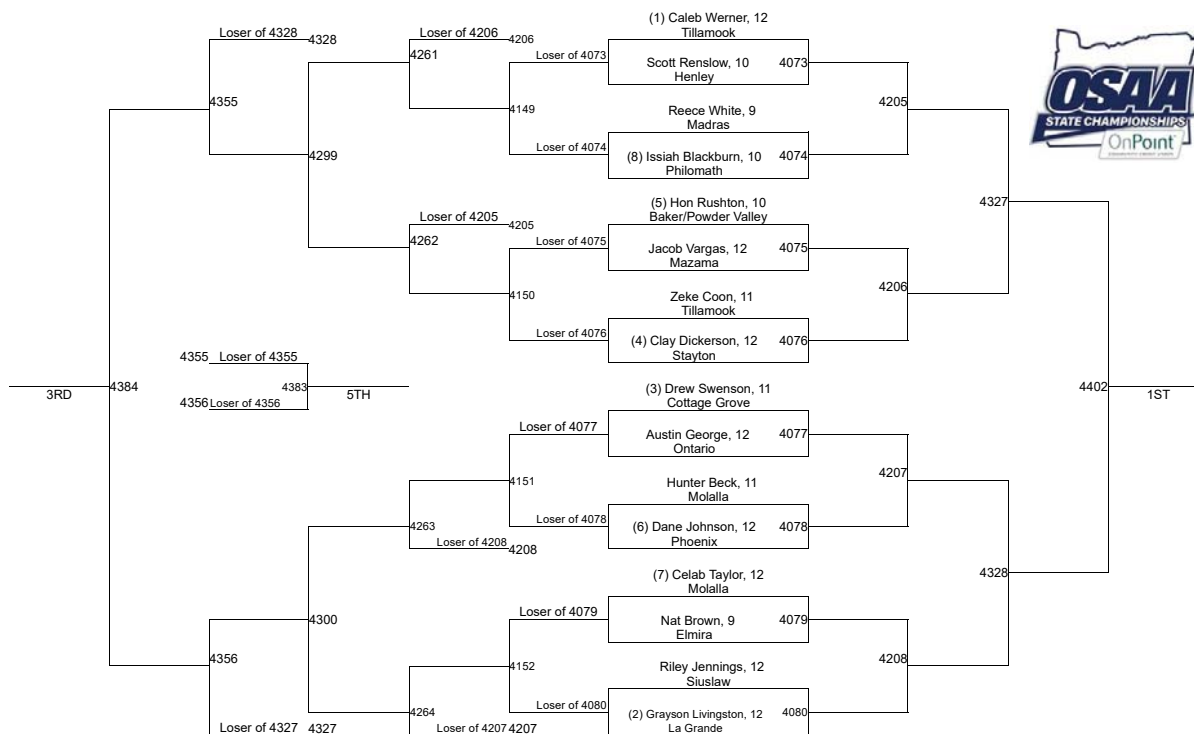 (1) Caleb Werner, 12
Tillamook
Loser of 4328 4328
Loser of 4206 4206
4261
Loser of 4073
Scott Renslow, 10 4073
Henley
4355
4149
Reece White, 9
Madras
4205
OSAA
STATE CHAMPIONSHIPS
OnPoint
4299
Loser of 4074
(8) Issiah Blackburn, 10 4074
Philomath
(5) Hon Rushton, 10
Baker/Powder Valley
4327
Loser of 4205 4205
4262
Loser of 4075
Jacob Vargas, 12 4075
Mazama
4150
Zeke Coon, 11
Tillamook
4206
Loser of 4076
(4) Clay Dickerson, 12 4076
Stayton
4355 Loser of 4355
3RD 4384
4383 5TH
4356 Loser of 4356
(3) Drew Swenson, 11
Cottage Grove
4402 1ST
Loser of 4077
Austin George, 12 4077
Ontario
4151
Hunter Beck, 11
Molalla
4207
4263
Loser of 4078
(6) Dane Johnson, 12 4078
Phoenix
Loser of 4208 4208
(7) Celab Taylor, 12
Molalla
4328
4300
Loser of 4079
Nat Brown, 9 4079
Elmira
4356
4152
Riley Jennings, 12
Siuslaw
4208
4264
Loser of 4080
(2) Grayson Livingston, 12 4080
La Grande
Loser of 4327 4327
Loser of 4207 4207